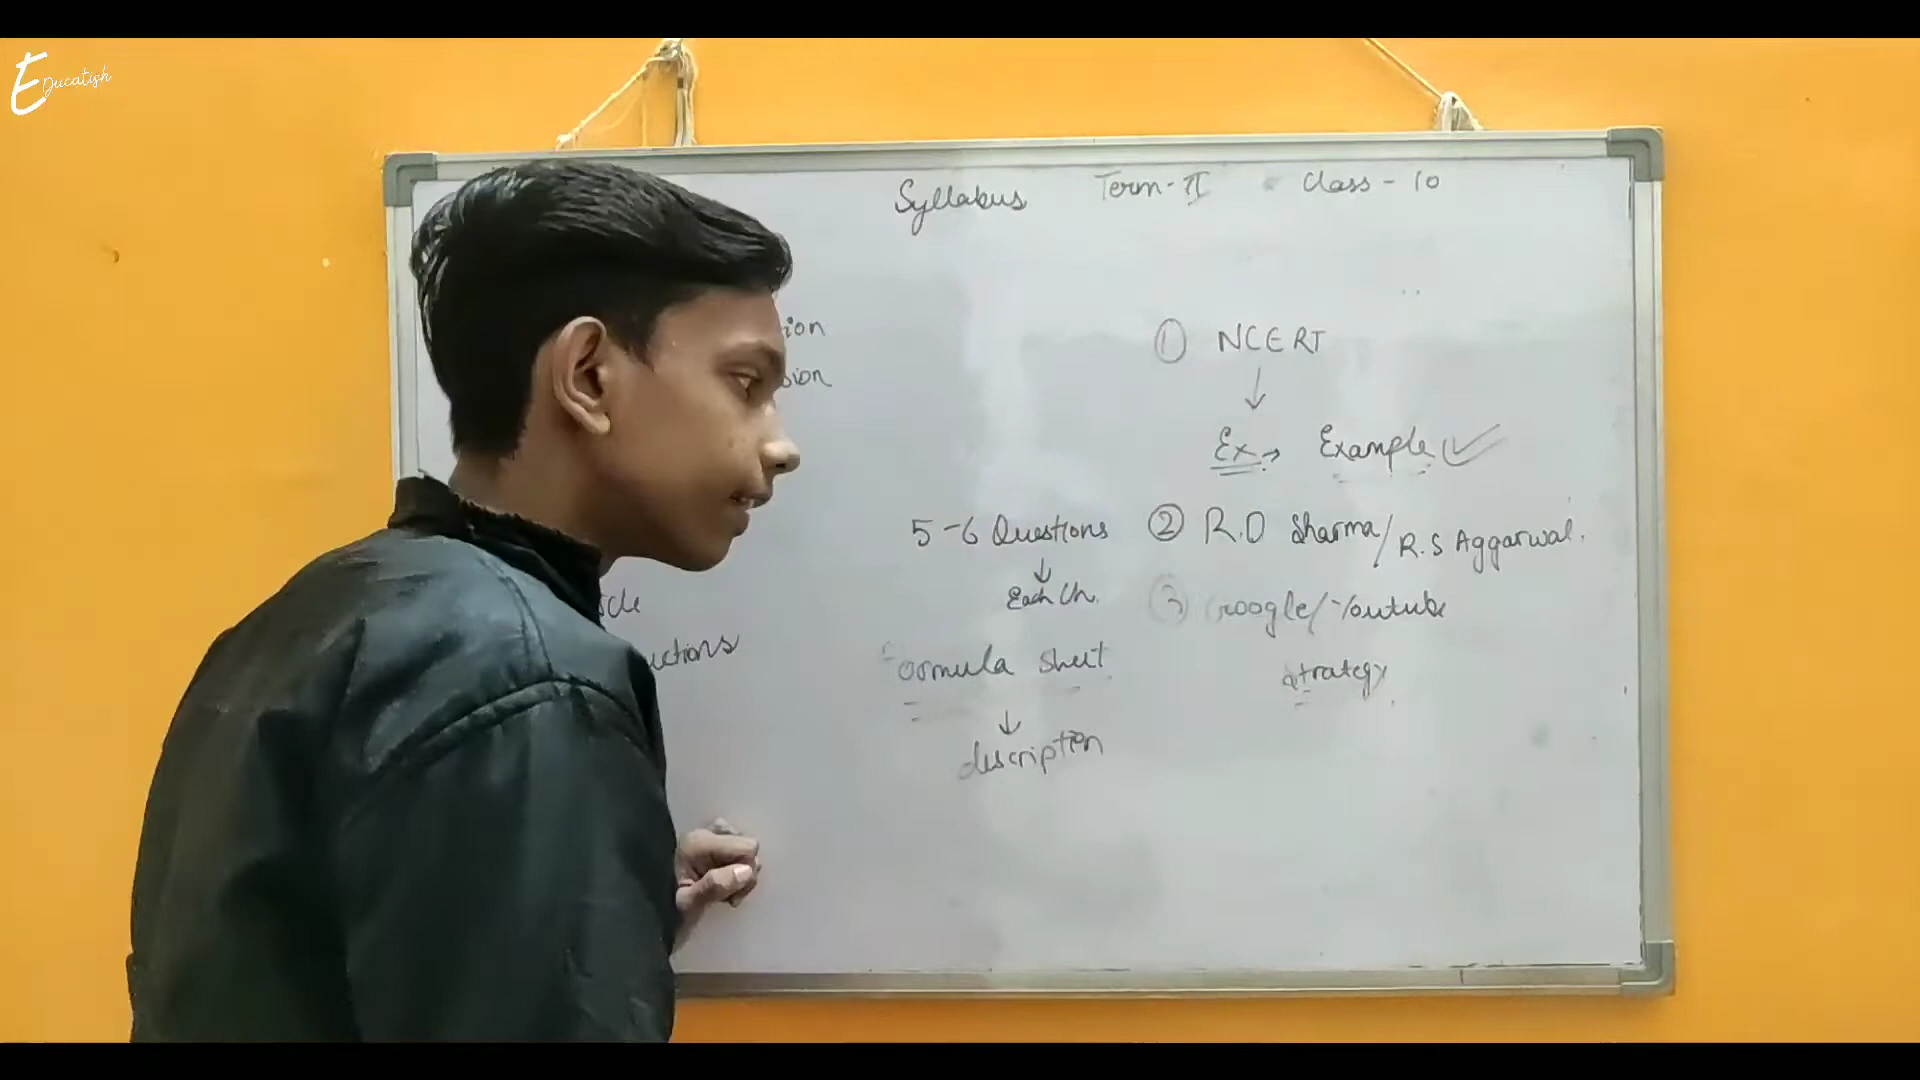 Educatish
Syllabus Term-II Class-10
ion
sion
① NCERT
↓
Ex→ Example ✓
5-6 Questions
↓
Each Ch.
② R.D Sharma/R.S Aggarwal.
③ Google/Youtube
cle
uctions
Formula Sheet
↓
description
strategy